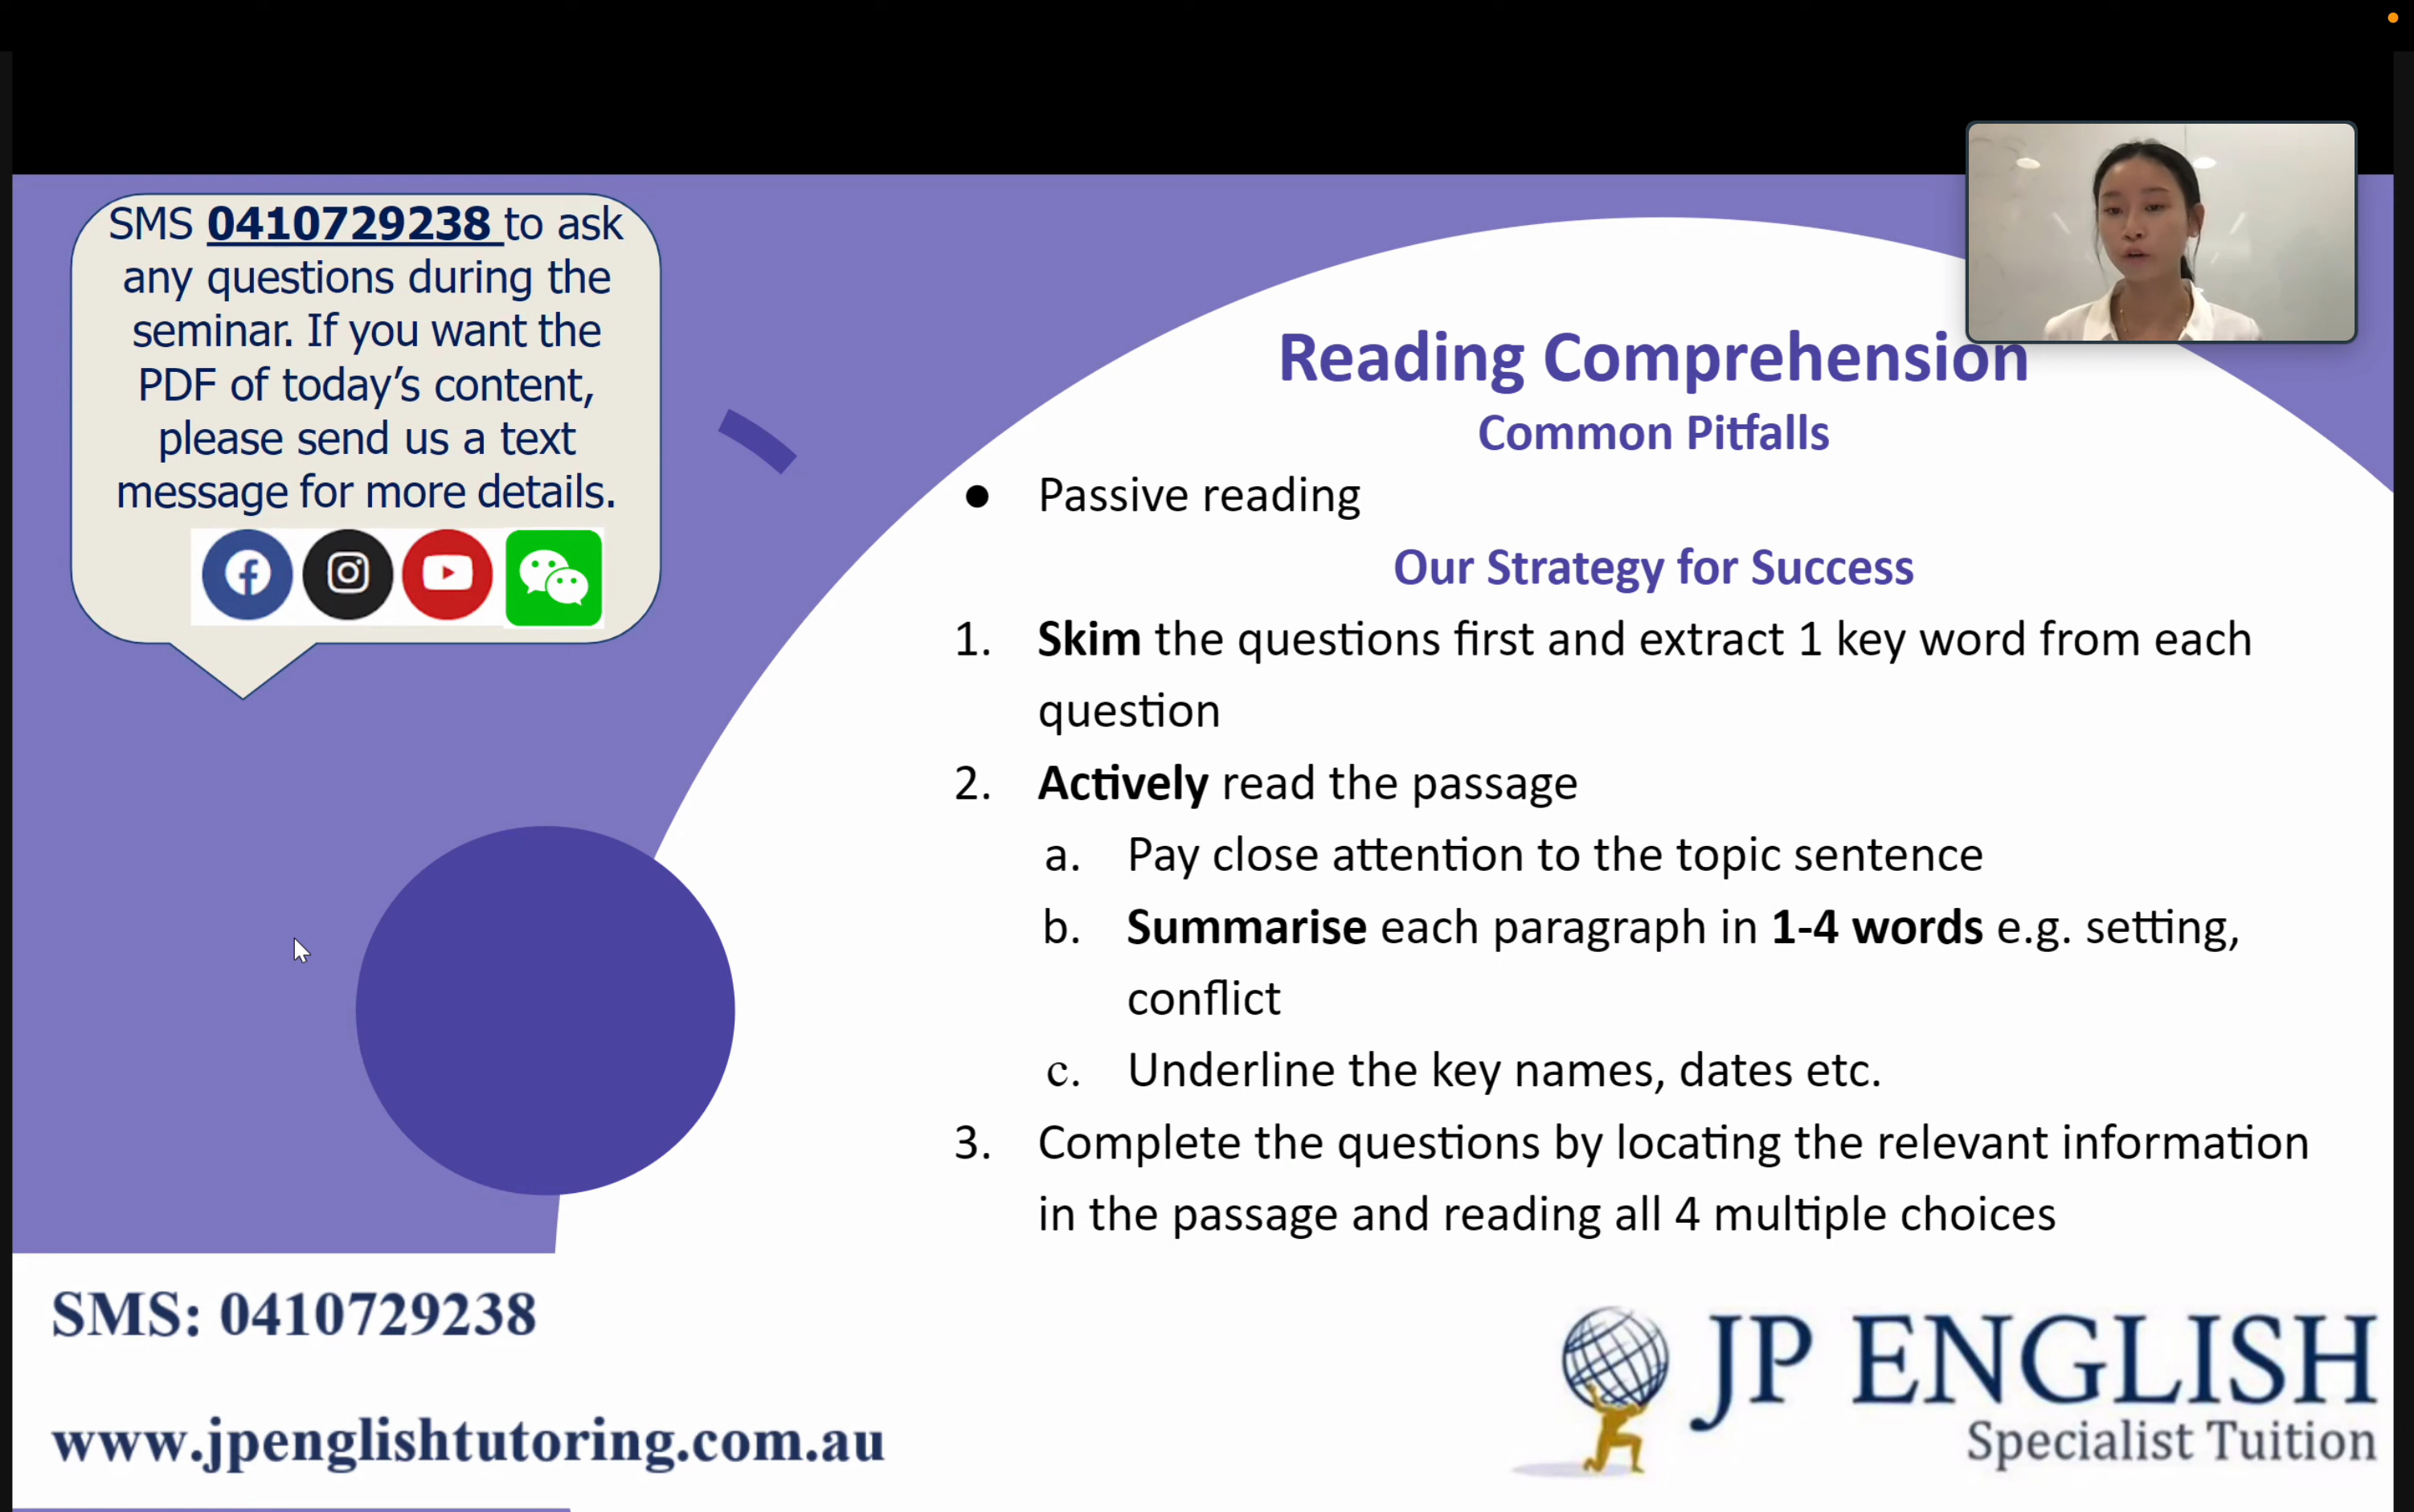 SMS 0410729238 to ask
any questions during the
seminar. If you want the
PDF of today's content,
please send us a text
message for more details.
Reading Comprehension
Common Pitfalls
● Passive reading
Our Strategy for Success
1. Skim the questions first and extract 1 key word from each
question
2. Actively read the passage
a. Pay close attention to the topic sentence
b. Summarise each paragraph in 1-4 words e.g. setting,
conflict
c. Underline the key names, dates etc.
3. Complete the questions by locating the relevant information
in the passage and reading all 4 multiple choices
SMS: 0410729238
www.jpenglishtutoring.com.au
JP ENGLISH
Specialist Tuition